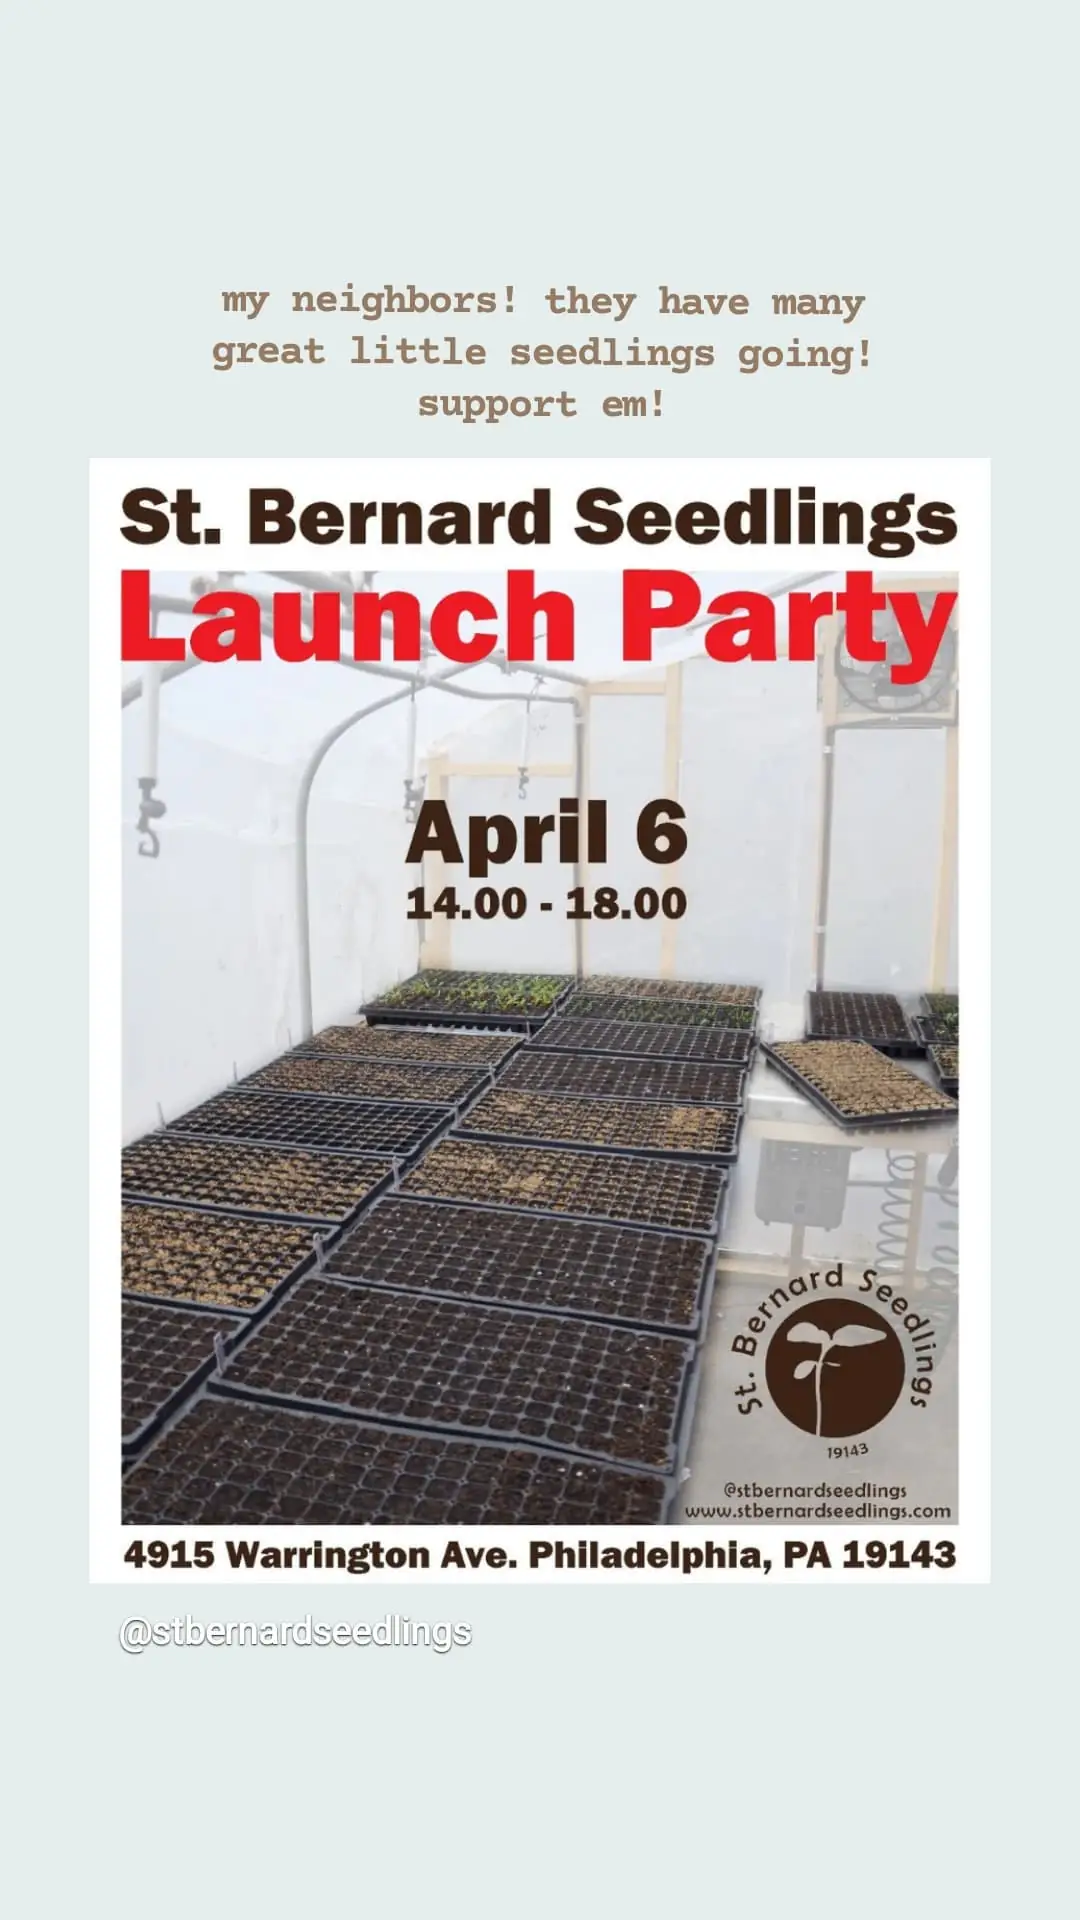 my neighbors! they have many
great little seedlings going!
support em!
St. Bernard Seedlings
Launch Party
April 6
14.00 - 18.00
St. Bernard Seedlings
19143
@stbernardseedlings
www.stbernardseedlings.com
4915 Warrington Ave. Philadelphia, PA 19143
@stbernardseedlings